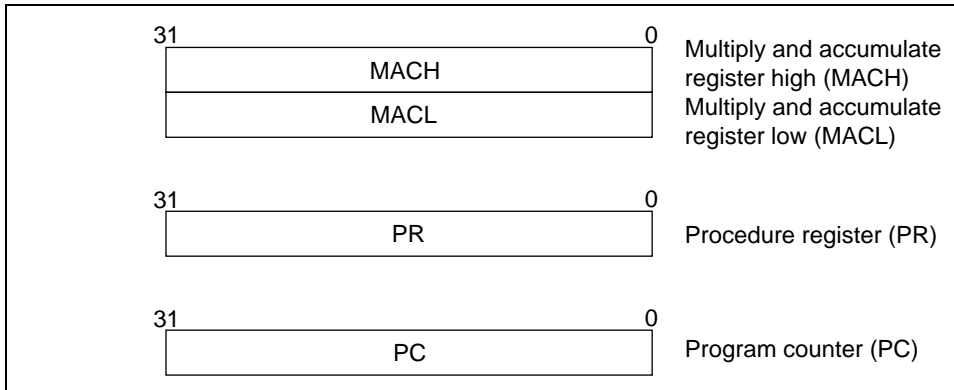 31 0
MACH
MACL
Multiply and accumulate
register high (MACH)
Multiply and accumulate
register low (MACL)
31 0
PR
Procedure register (PR)
31 0
PC
Program counter (PC)